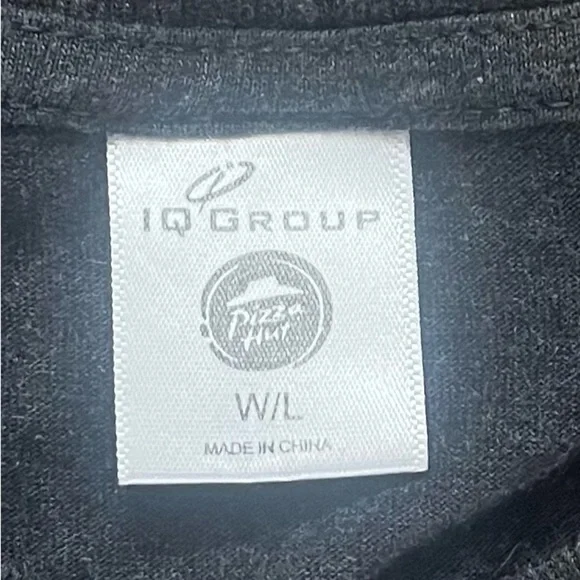 IQ GROUP
Pizza
Hut
W/L
MADE IN CHINA